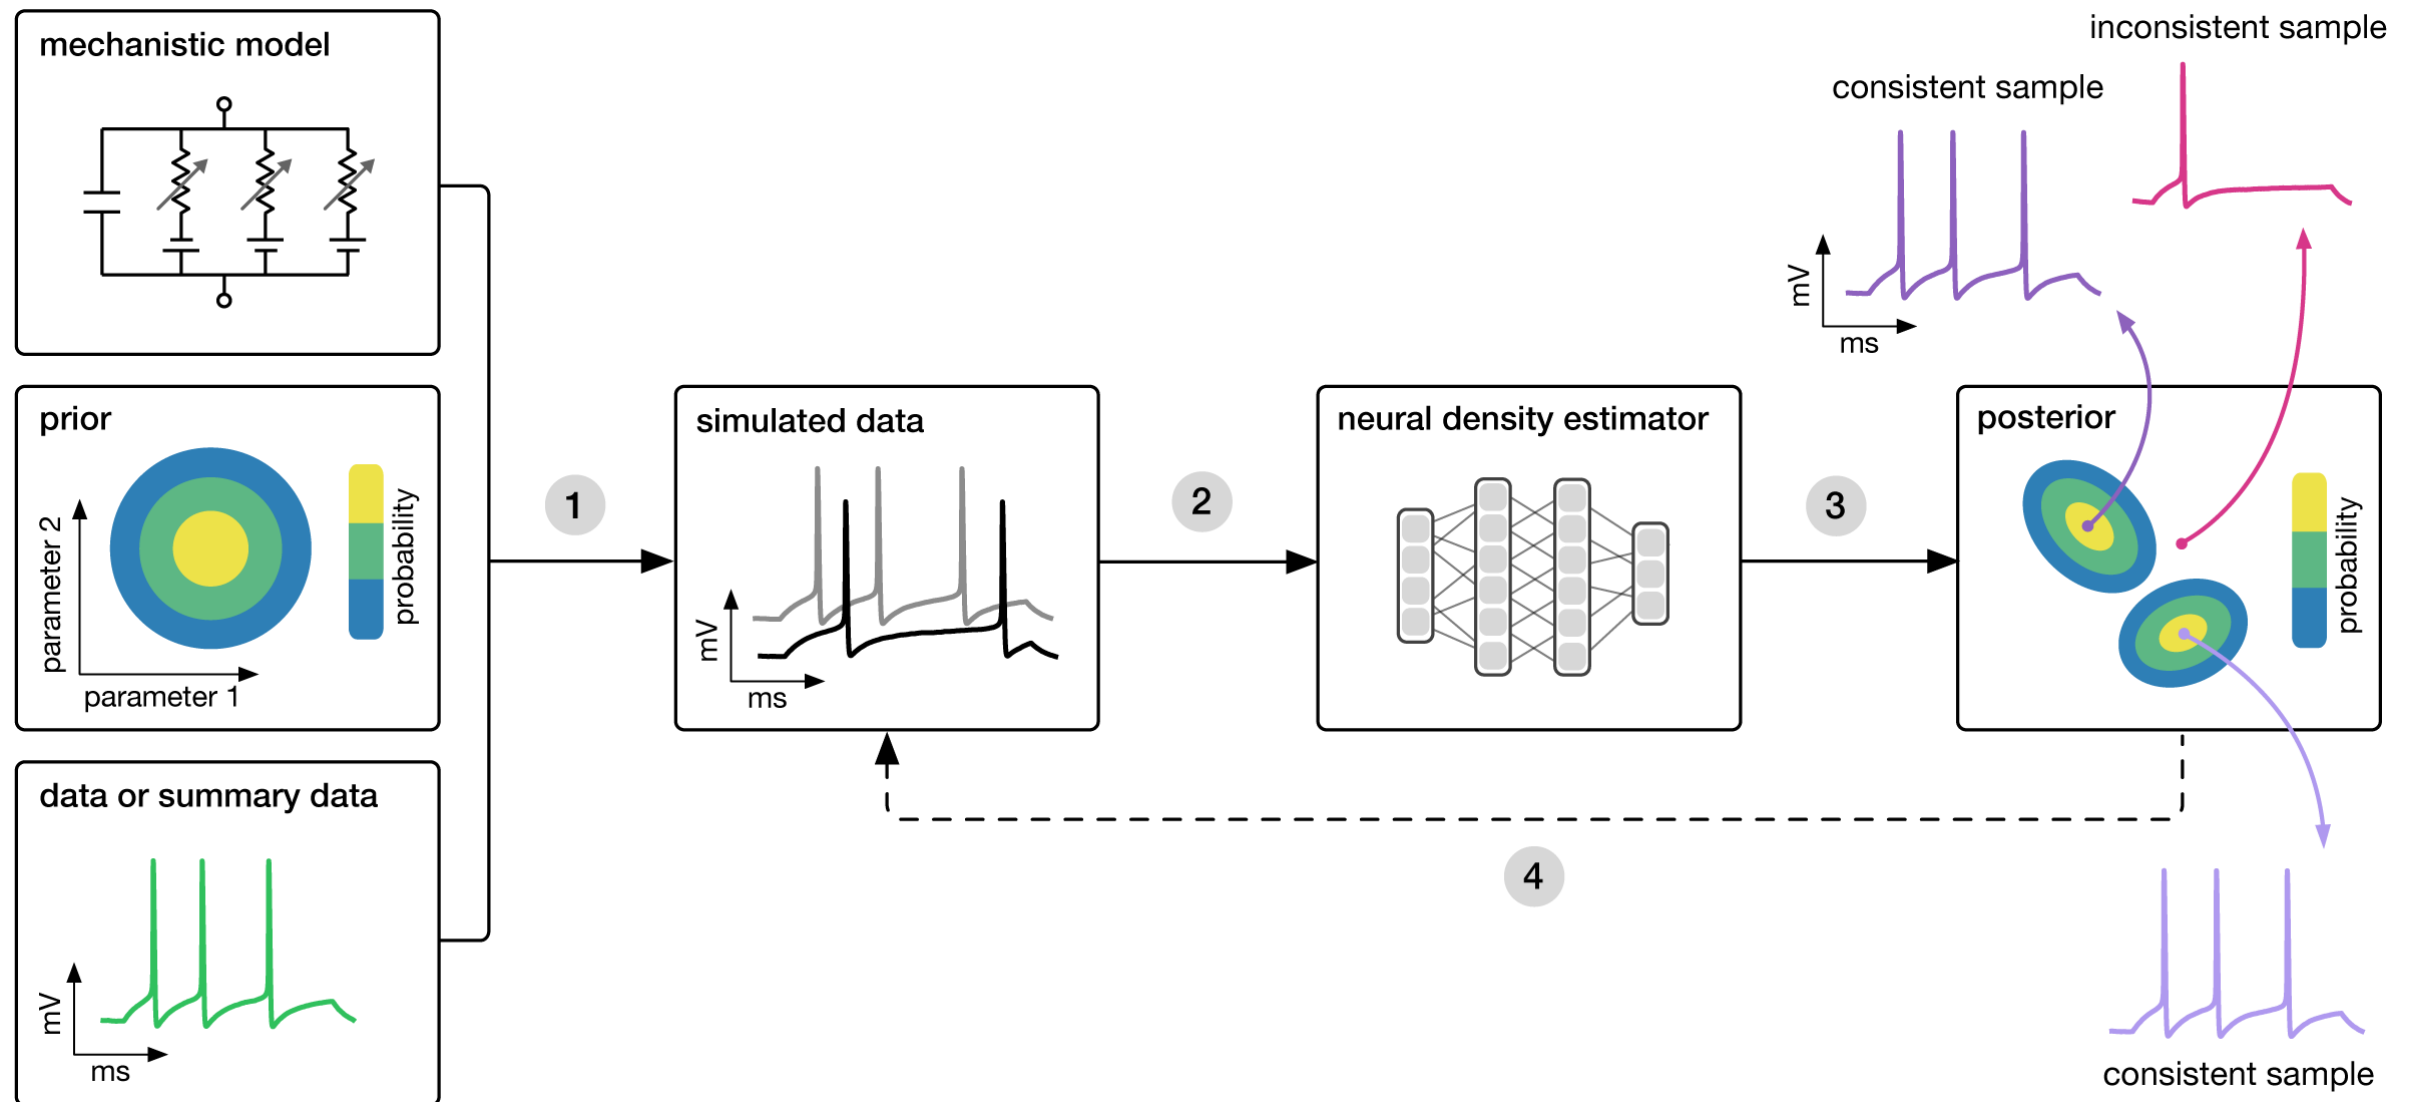 mechanistic model
prior
parameter 2
parameter 1
probability
data or summary data
mV
ms
1
simulated data
mV
ms
2
neural density estimator
3
posterior
probability
4
consistent sample
mV
ms
inconsistent sample
consistent sample